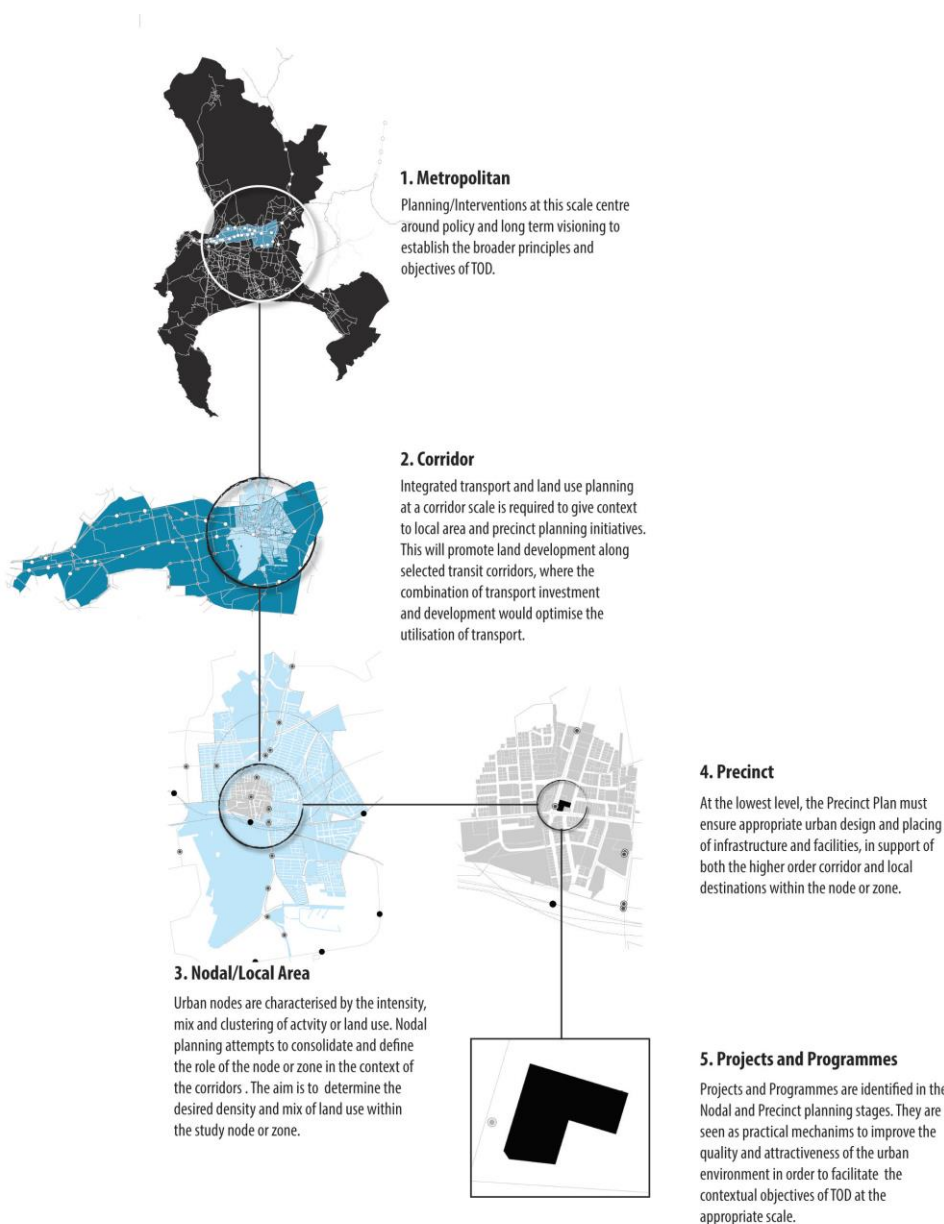 1. Metropolitan
Planning/Interventions at this scale centre
around policy and long term visioning to
establish the broader principles and
objectives of TOD.
2. Corridor
Integrated transport and land use planning
at a corridor scale is required to give context
to local area and precinct planning initiatives.
This will promote land development along
selected transit corridors, where the
combination of transport investment
and development would optimise the
utilisation of transport.
3. Nodal/Local Area
Urban nodes are characterised by the intensity,
mix and clustering of actvity or land use. Nodal
planning attempts to consolidate and define
the role of the node or zone in the context of
the corridors . The aim is to determine the
desired density and mix of land use within
the study node or zone.
4. Precinct
At the lowest level, the Precinct Plan must
ensure appropriate urban design and placing
of infrastructure and facilities, in support of
both the higher order corridor and local
destinations within the node or zone.
5. Projects and Programmes
Projects and Programmes are identified in the
Nodal and Precinct planning stages. They are
seen as practical mechanims to improve the
quality and attractiveness of the urban
environment in order to facilitate the
contextual objectives of TOD at the
appropriate scale.